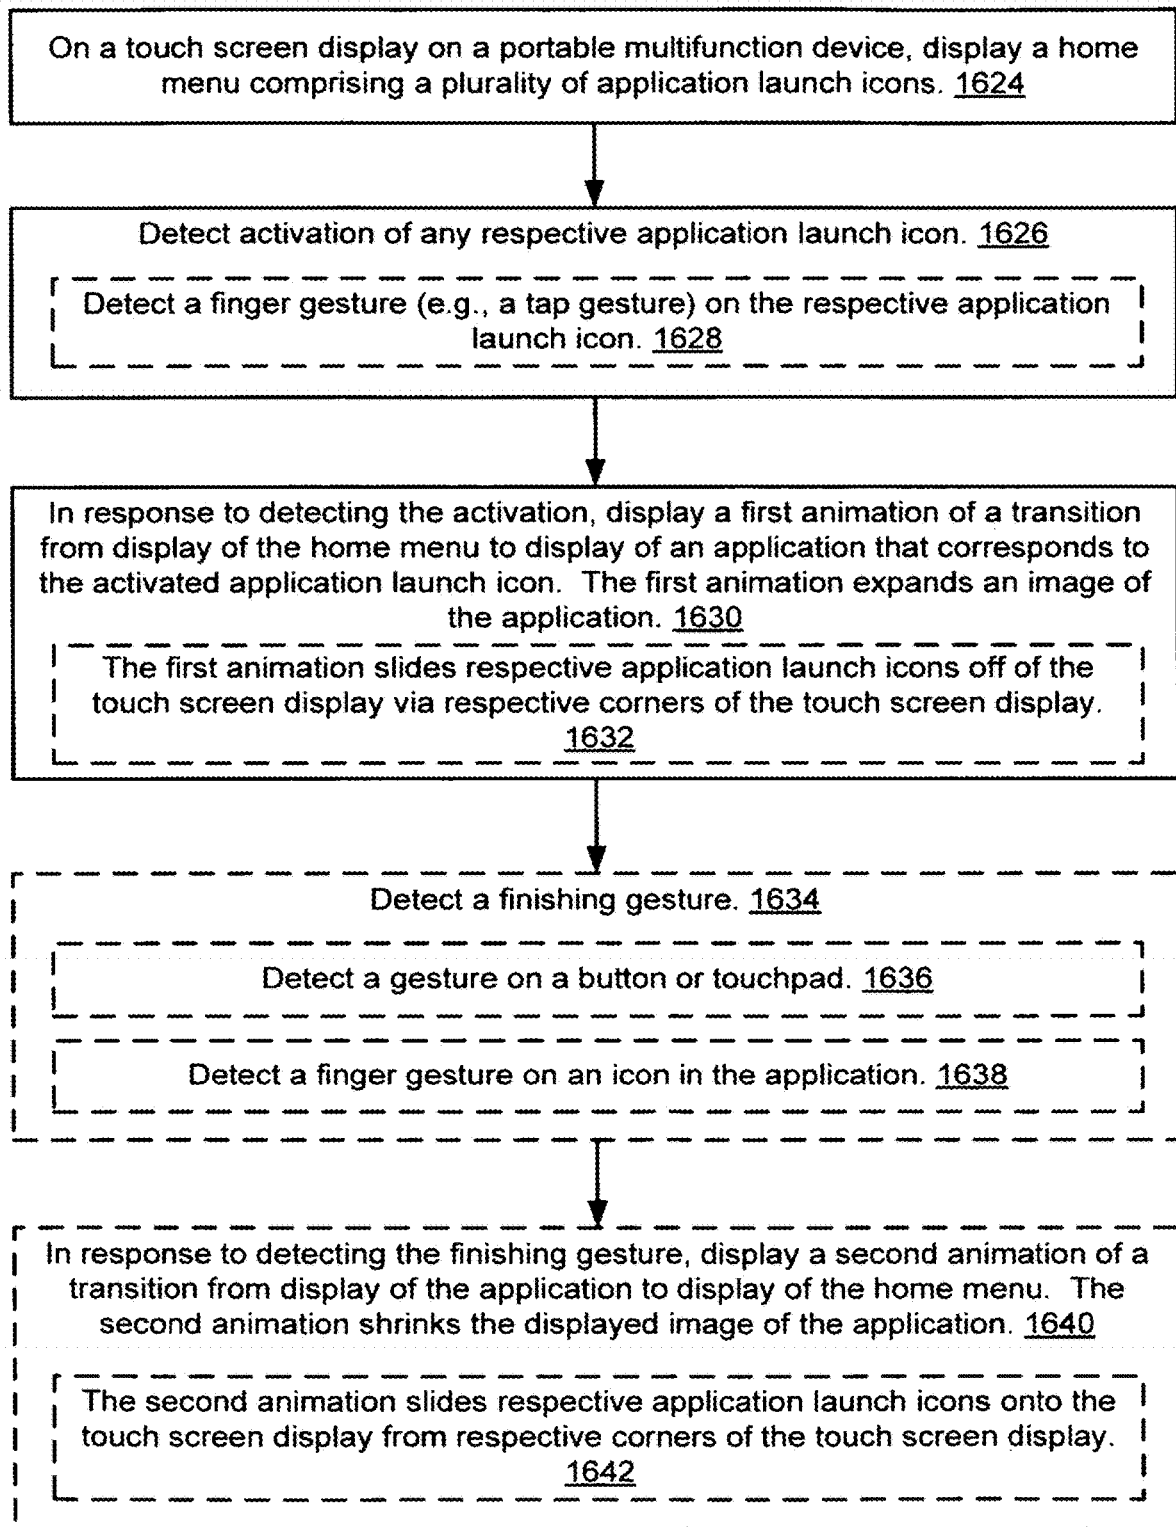 On a touch screen display on a portable multifunction device, display a home
menu comprising a plurality of application launch icons. 1624
Detect activation of any respective application launch icon. 1626
Detect a finger gesture (e.g., a tap gesture) on the respective application
launch icon. 1628
In response to detecting the activation, display a first animation of a transition
from display of the home menu to display of an application that corresponds to
the activated application launch icon. The first animation expands an image of
the application. 1630
The first animation slides respective application launch icons off of the
touch screen display via respective corners of the touch screen display.
1632
Detect a finishing gesture. 1634
Detect a gesture on a button or touchpad. 1636
Detect a finger gesture on an icon in the application. 1638
In response to detecting the finishing gesture, display a second animation of a
transition from display of the application to display of the home menu. The
second animation shrinks the displayed image of the application. 1640
The second animation slides respective application launch icons onto the
touch screen display from respective corners of the touch screen display.
1642